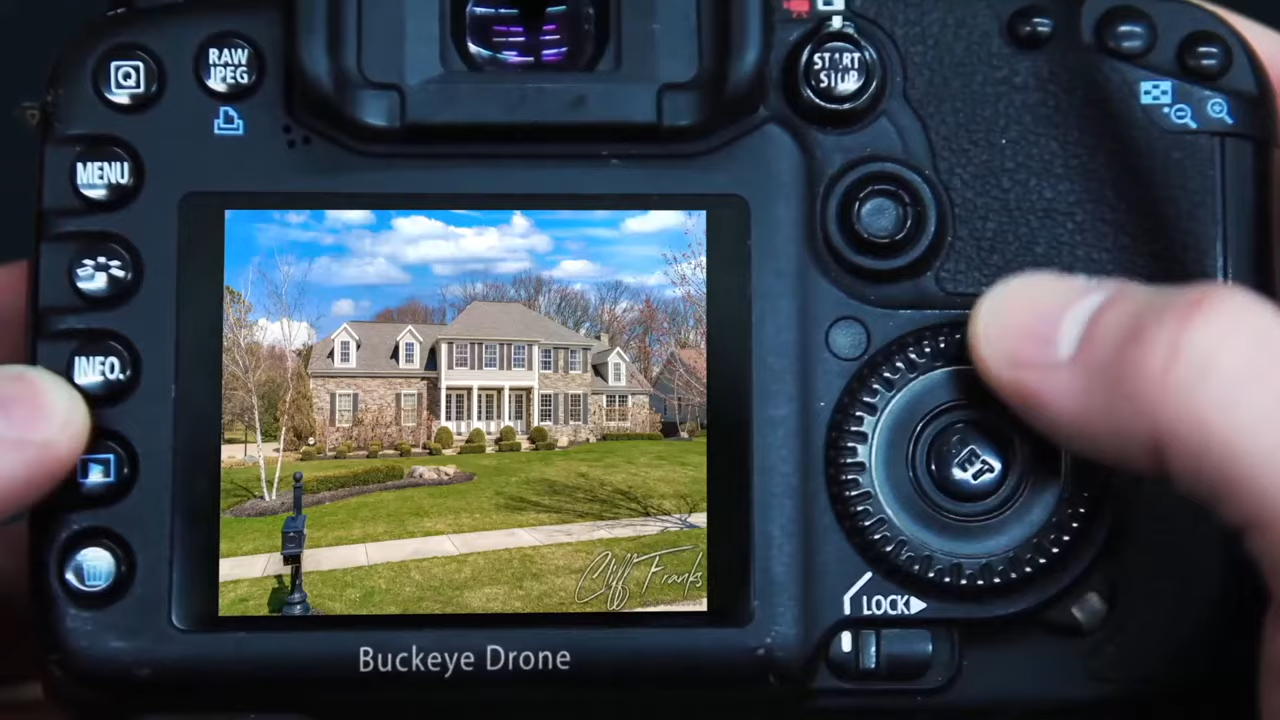 Q
RAW
JPEG
START
STOP
MENU
INFO.
Cliff Franks
LOCK
Buckeye Drone